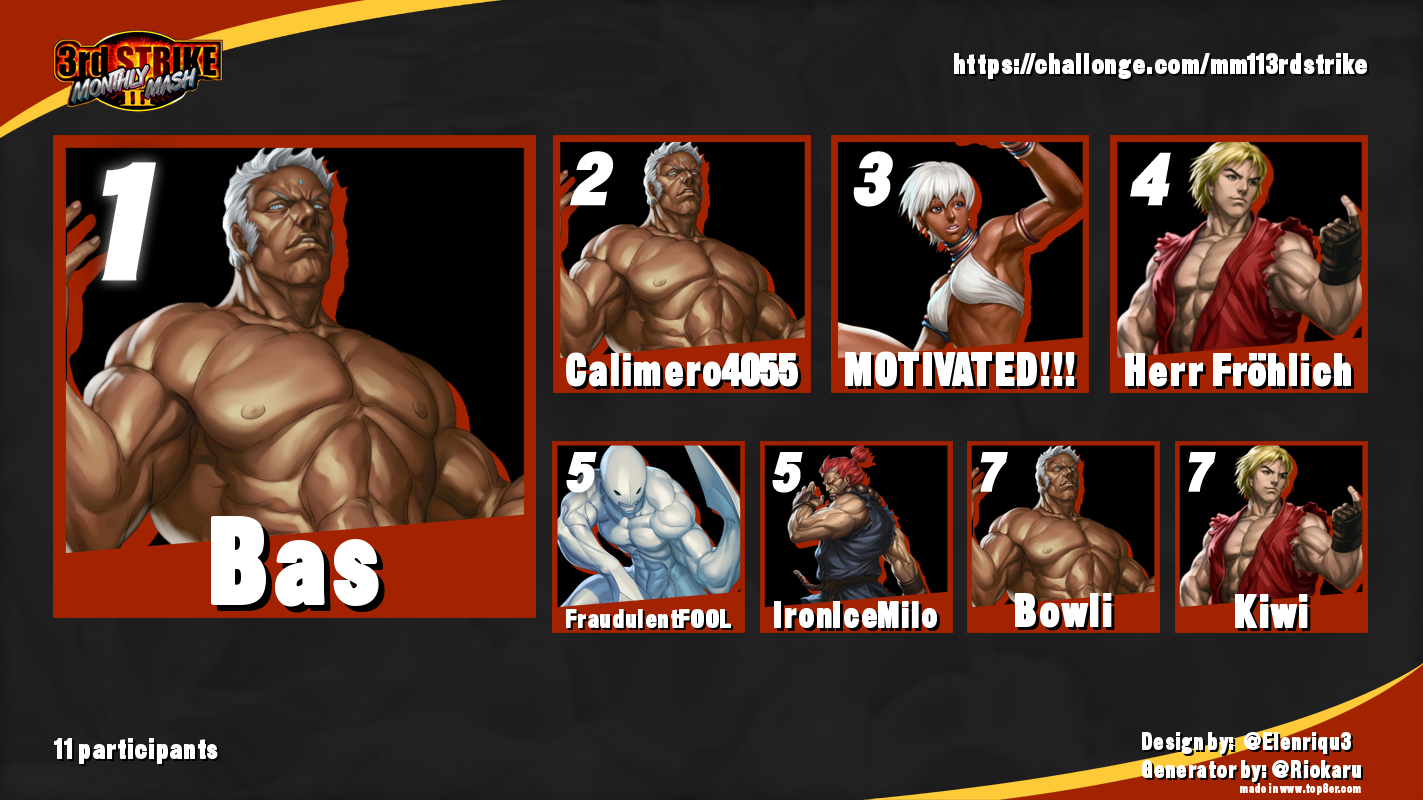 3rd STRIKE
MONTHLY MASH
II
https://challonge.com/mm113rdstrike
1
Bas
2
Calimero4055
3
MOTIVATED!!!
4
Herr Fröhlich
5
FraudulentFOOL
5
IronIceMilo
7
Bowli
7
Kiwi
11 participants
Design by: @Elenriqu3
Generator by: @Riokaru
made in www.top8er.com